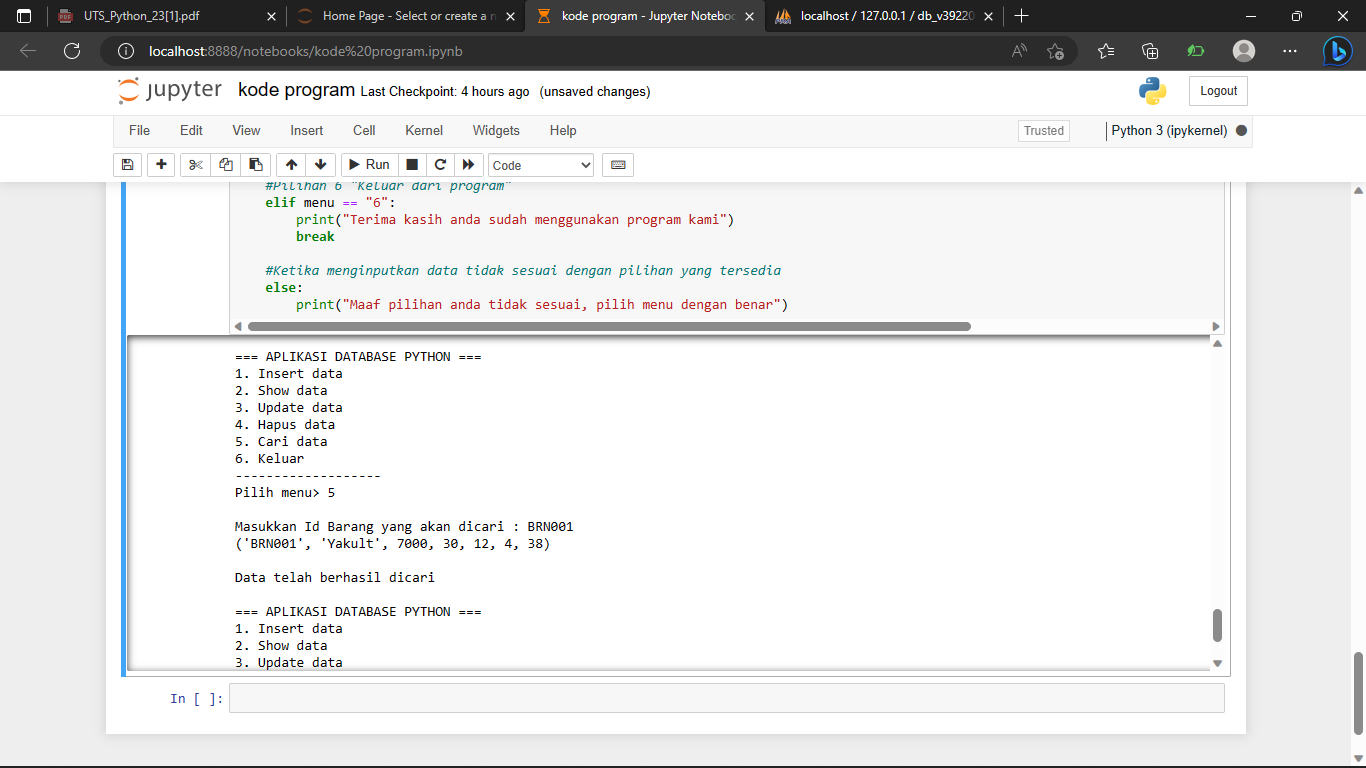 UTS_Python_23[1].pdf
Home Page - Select or create a n
kode program - Jupyter Noteboo
localhost / 127.0.0.1 / db_v39220
localhost:8888/notebooks/kode%20program.ipynb
jupyter kode program Last Checkpoint: 4 hours ago (unsaved changes)
Logout
File Edit View Insert Cell Kernel Widgets Help
Trusted
Python 3 (ipykernel)
Run
Code
#Pilihan 6 "Keluar dari program"
elif menu == "6":
print("Terima kasih anda sudah menggunakan program kami")
break
#Ketika menginputkan data tidak sesuai dengan pilihan yang tersedia
else:
print("Maaf pilihan anda tidak sesuai, pilih menu dengan benar")
=== APLIKASI DATABASE PYTHON ===
1. Insert data
2. Show data
3. Update data
4. Hapus data
5. Cari data
6. Keluar
-------------------
Pilih menu> 5
Masukkan Id Barang yang akan dicari : BRN001
('BRN001', 'Yakult', 7000, 30, 12, 4, 38)
Data telah berhasil dicari
=== APLIKASI DATABASE PYTHON ===
1. Insert data
2. Show data
3. Update data
In [ ]: